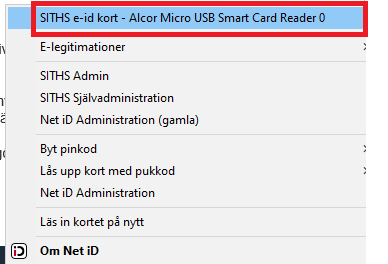 SITHS e-id kort - Alcor Micro USB Smart Card Reader 0
E-legitimationer
SITHS Admin
SITHS Självadministration
Net iD Administration (gamla)
Byt pinkod
Lås upp kort med pukkod
Net iD Administration
Läs in kortet på nytt
iD Om Net iD